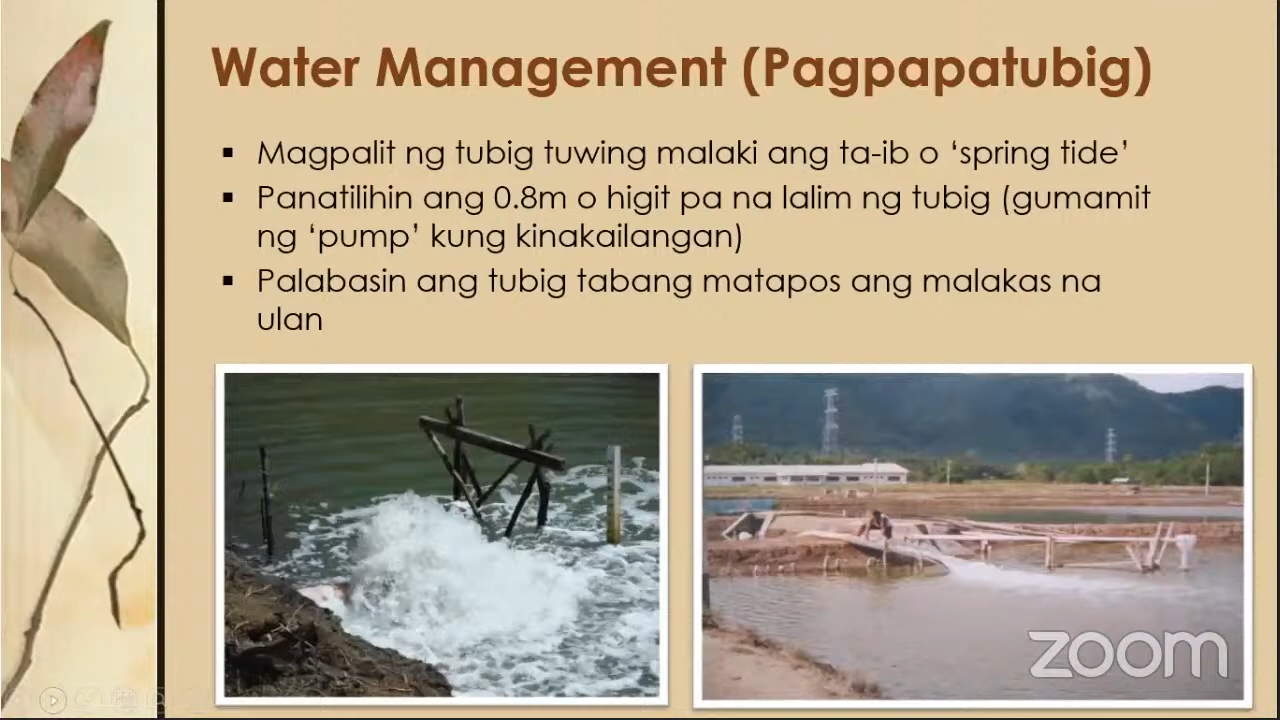 Water Management (Pagpapatubig)
▪ Magpalit ng tubig tuwing malaki ang ta-ib o ‘spring tide’
▪ Panatilihin ang 0.8m o higit pa na lalim ng tubig (gumamit
ng ‘pump’ kung kinakailangan)
▪ Palabasin ang tubig tabang matapos ang malakas na
ulan
zoom